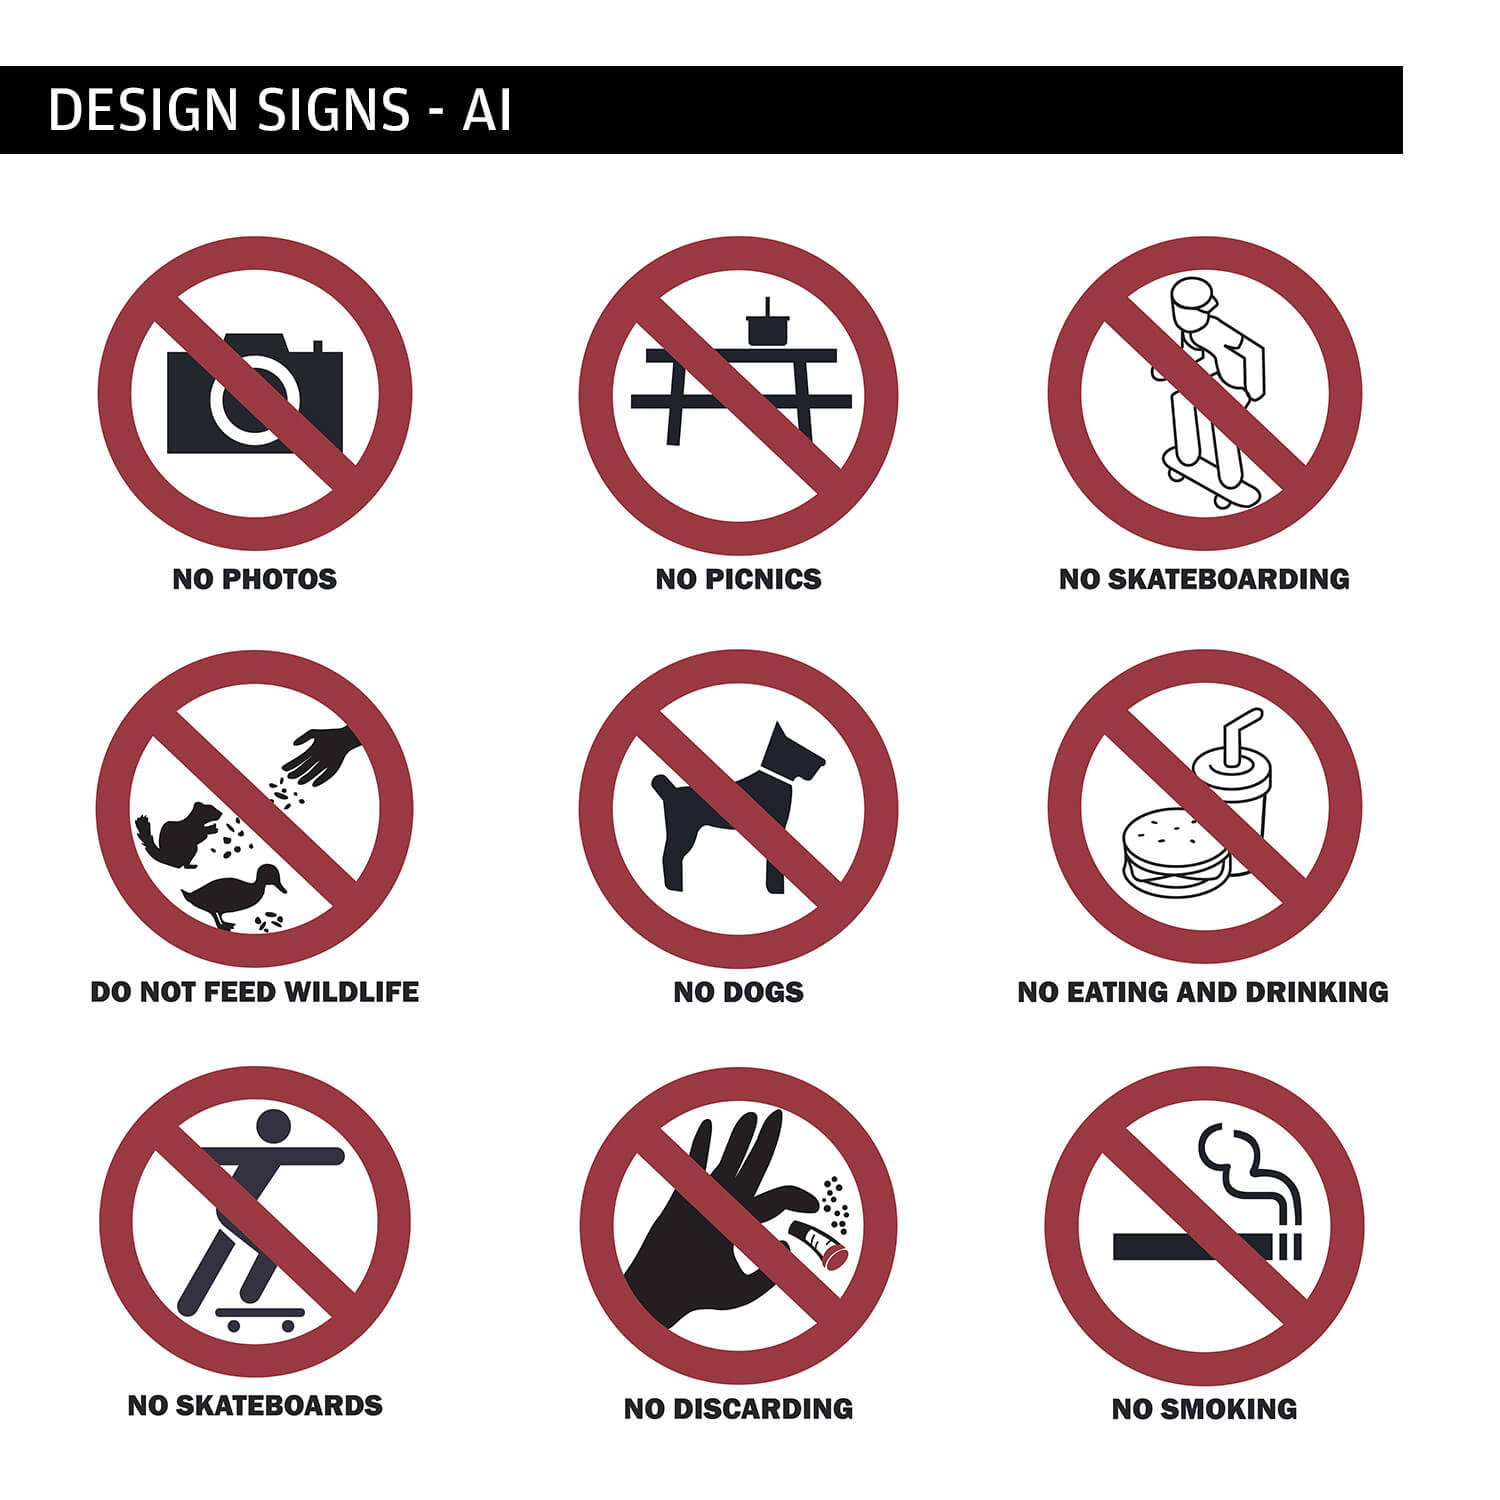 DESIGN SIGNS - AI
NO PHOTOS
NO PICNICS
NO SKATEBOARDING
DO NOT FEED WILDLIFE
NO DOGS
NO EATING AND DRINKING
NO SKATEBOARDS
NO DISCARDING
NO SMOKING